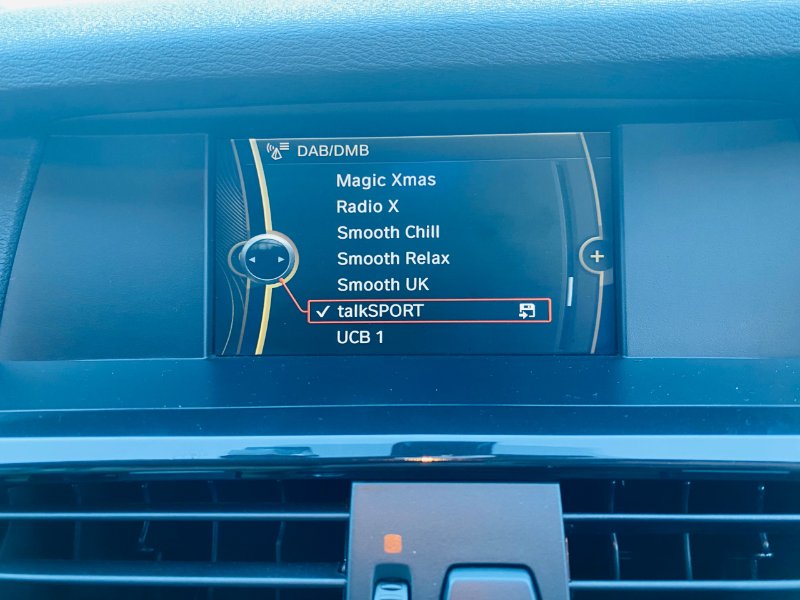 DAB/DMB
Magic Xmas
Radio X
Smooth Chill
Smooth Relax
Smooth UK
talkSPORT
UCB 1